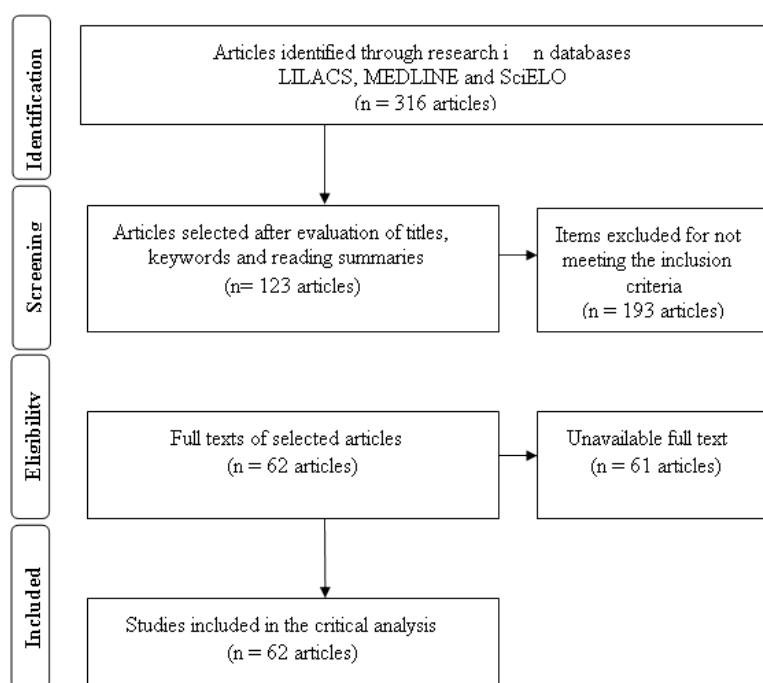 Identification
Articles identified through research i n databases
LILACS, MEDLINE and SciELO
(n = 316 articles)
Screening
Articles selected after evaluation of titles,
keywords and reading summaries
(n= 123 articles)
Items excluded for not
meeting the inclusion
criteria
(n = 193 articles)
Eligibility
Full texts of selected articles
(n = 62 articles)
Unavailable full text
(n = 61 articles)
Included
Studies included in the critical analysis
(n = 62 articles)